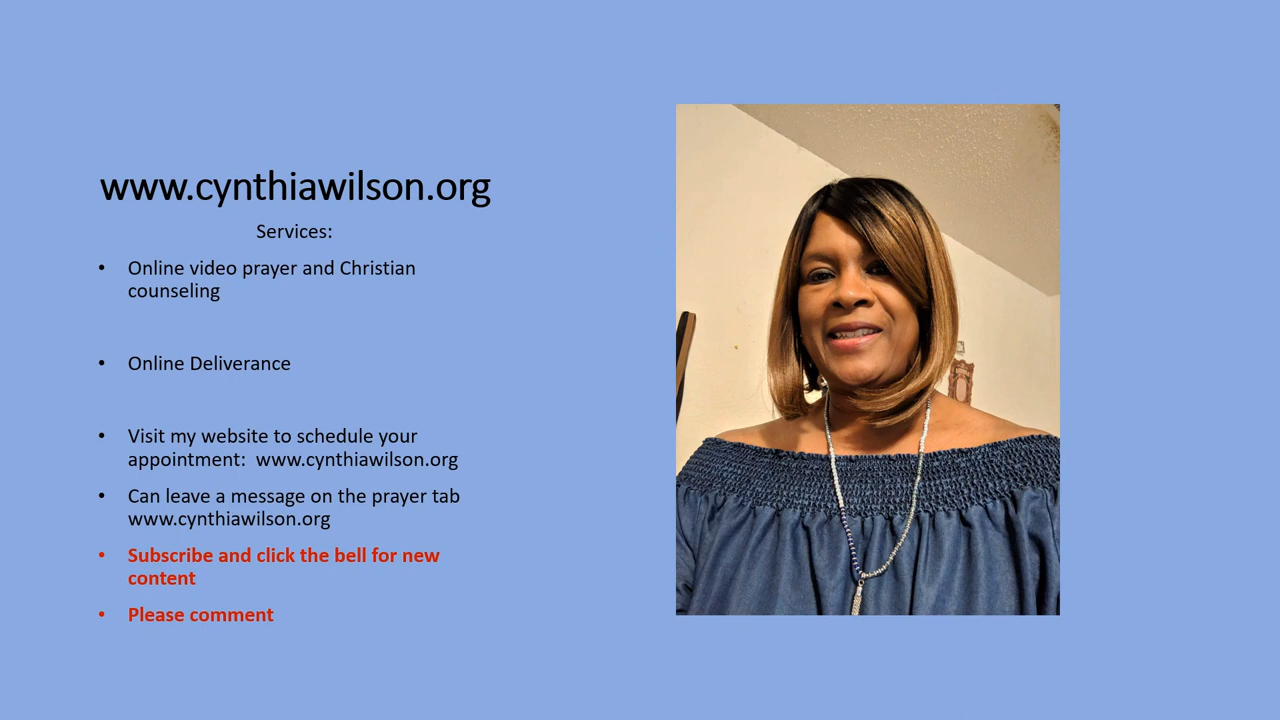 www.cynthiawilson.org
Services:
• Online video prayer and Christian
counseling
• Online Deliverance
• Visit my website to schedule your
appointment:  www.cynthiawilson.org
• Can leave a message on the prayer tab
www.cynthiawilson.org
• Subscribe and click the bell for new
content
• Please comment